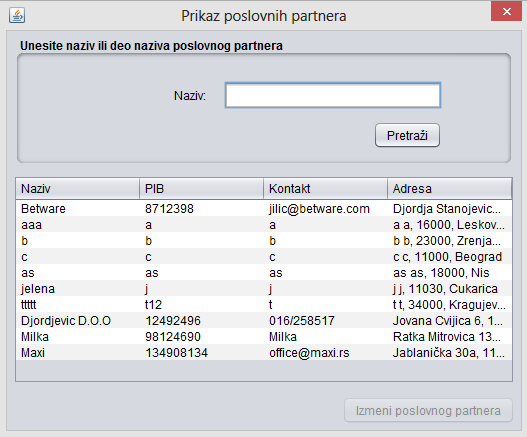 Prikaz poslovnih partnera
Unesite naziv ili deo naziva poslovnog partnera
Naziv:
Pretraži
Naziv PIB Kontakt Adresa
Betware 8712398 jilic@betware.com Djordja Stanojevic...
aaa a a a a, 16000, Leskov...
b b b b b, 23000, Zrenja...
c c c c c, 11000, Beograd
as as as as as, 18000, Nis
jelena j j j j, 11030, Cukarica
ttttt t12 t t t, 34000, Kragujev...
Djordjevic D.O.O 12492496 016/258517 Jovana Cvijica 6, 1...
Milka 98124690 Milka Ratka Mitrovica 13...
Maxi 134908134 office@maxi.rs Jablanička 30a, 11...
Izmeni poslovnog partnera